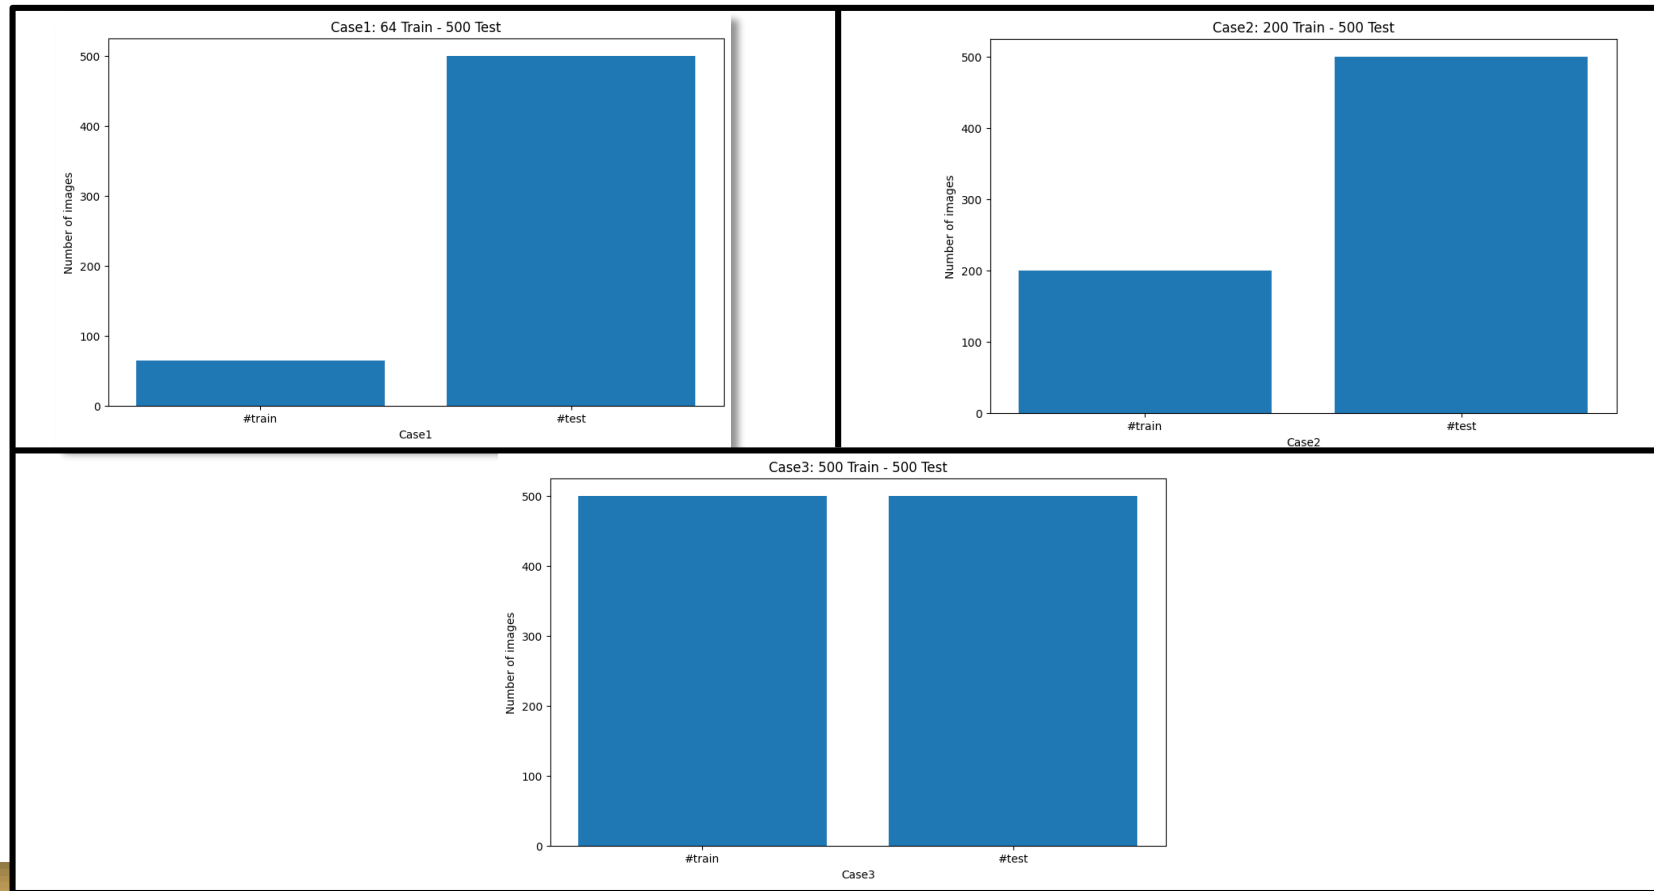 Case1: 64 Train - 500 Test
500
400
300
200
100
0
Number of images
#train
#test
Case1
Case2: 200 Train - 500 Test
500
400
300
200
100
0
Number of images
#train
#test
Case2
Case3: 500 Train - 500 Test
500
400
300
200
100
0
Number of images
#train
#test
Case3